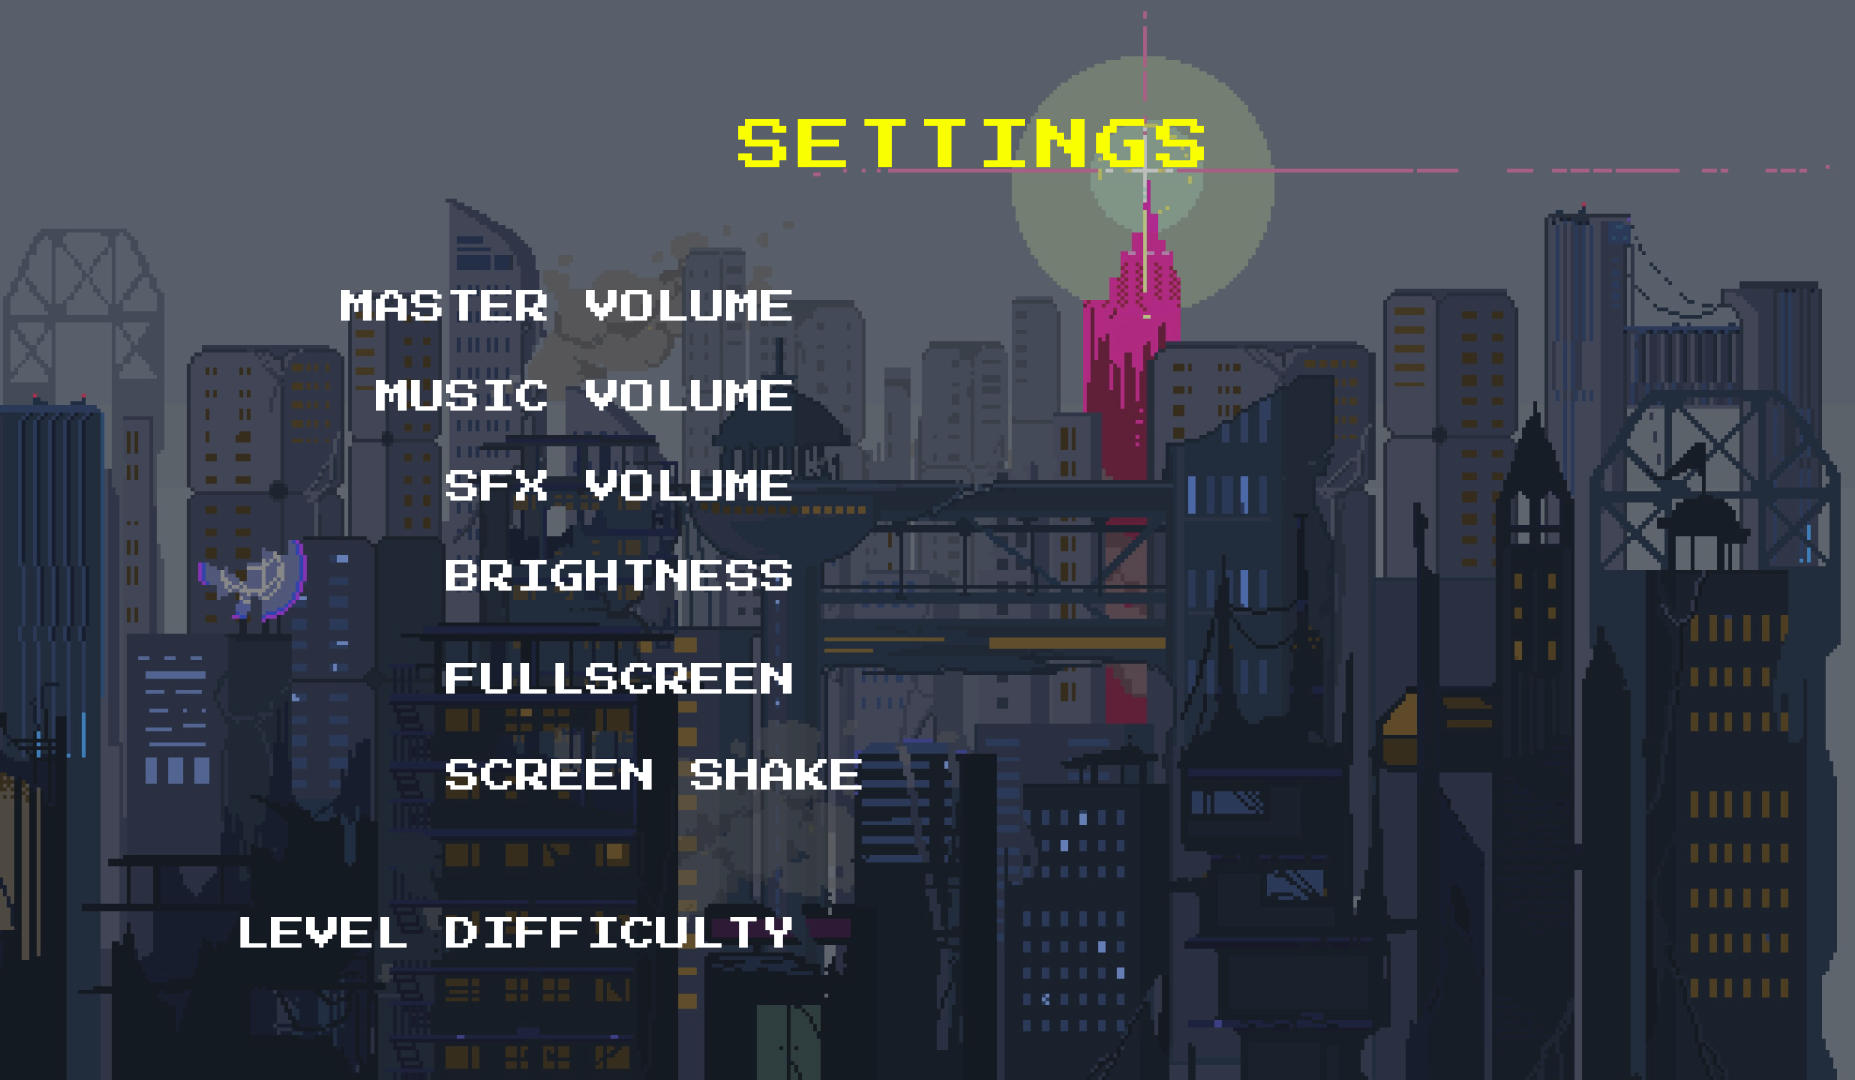 SETTINGS
MASTER VOLUME
MUSIC VOLUME
SFX VOLUME
BRIGHTNESS
FULLSCREEN
SCREEN SHAKE
LEVEL DIFFICULTY